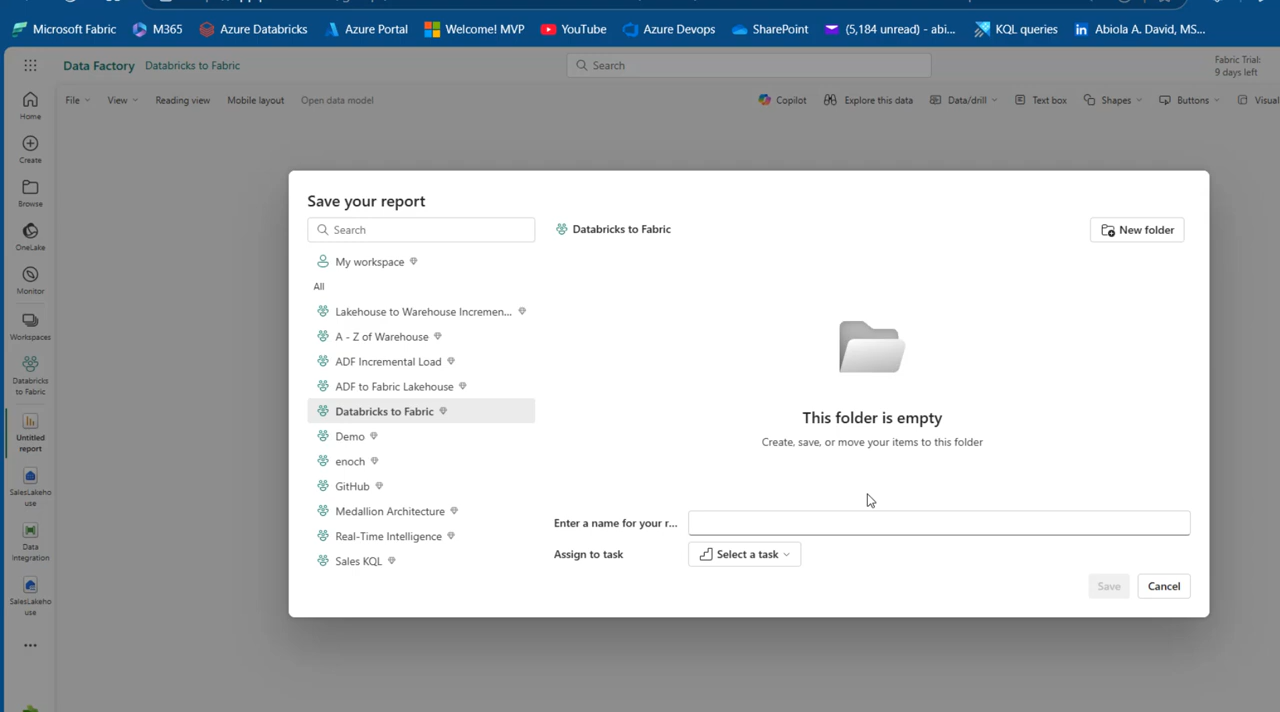 Microsoft Fabric M365 Azure Databricks Azure Portal Welcome! MVP YouTube Azure Devops SharePoint (5,184 unread) - abi... KQL queries Abiola A. David, MS...
Data Factory Databricks to Fabric Search Fabric Trial:
9 days left
File View Reading view Mobile layout Open data model Copilot Explore this data Data/drill Text box Shapes Buttons Visual
Home
Create
Browse
OneLake
Monitor
Workspaces
Databricks
to Fabric
Untitled
report
SalesLakeho
use
Data
Integration
SalesLakeho
use
Save your report
Search
My workspace
All
Lakehouse to Warehouse Incremen...
A - Z of Warehouse
ADF Incremental Load
ADF to Fabric Lakehouse
Databricks to Fabric
Demo
enoch
GitHub
Medallion Architecture
Real-Time Intelligence
Sales KQL
Databricks to Fabric
New folder
This folder is empty
Create, save, or move your items to this folder
Enter a name for your r...
Assign to task Select a task
Save Cancel